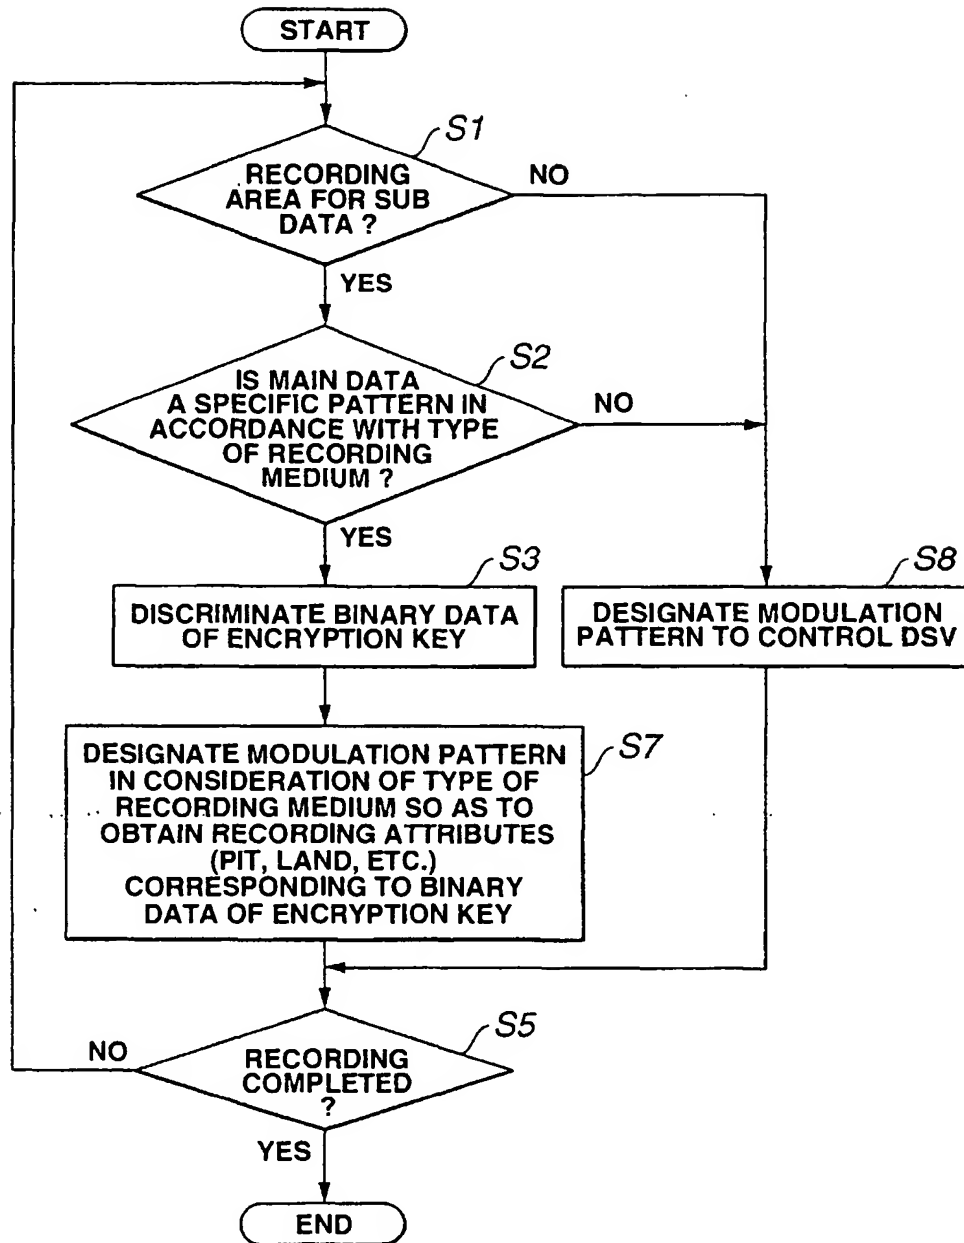 START
S1
RECORDING
AREA FOR SUB
DATA ?
NO
YES
S2
IS MAIN DATA
A SPECIFIC PATTERN IN
ACCORDANCE WITH TYPE
OF RECORDING
MEDIUM ?
NO
YES
S3
DISCRIMINATE BINARY DATA
OF ENCRYPTION KEY
S8
DESIGNATE MODULATION
PATTERN TO CONTROL DSV
S7
DESIGNATE MODULATION PATTERN
IN CONSIDERATION OF TYPE OF
RECORDING MEDIUM SO AS TO
OBTAIN RECORDING ATTRIBUTES
(PIT, LAND, ETC.)
CORRESPONDING TO BINARY
DATA OF ENCRYPTION KEY
S5
NO
RECORDING
COMPLETED
?
YES
END